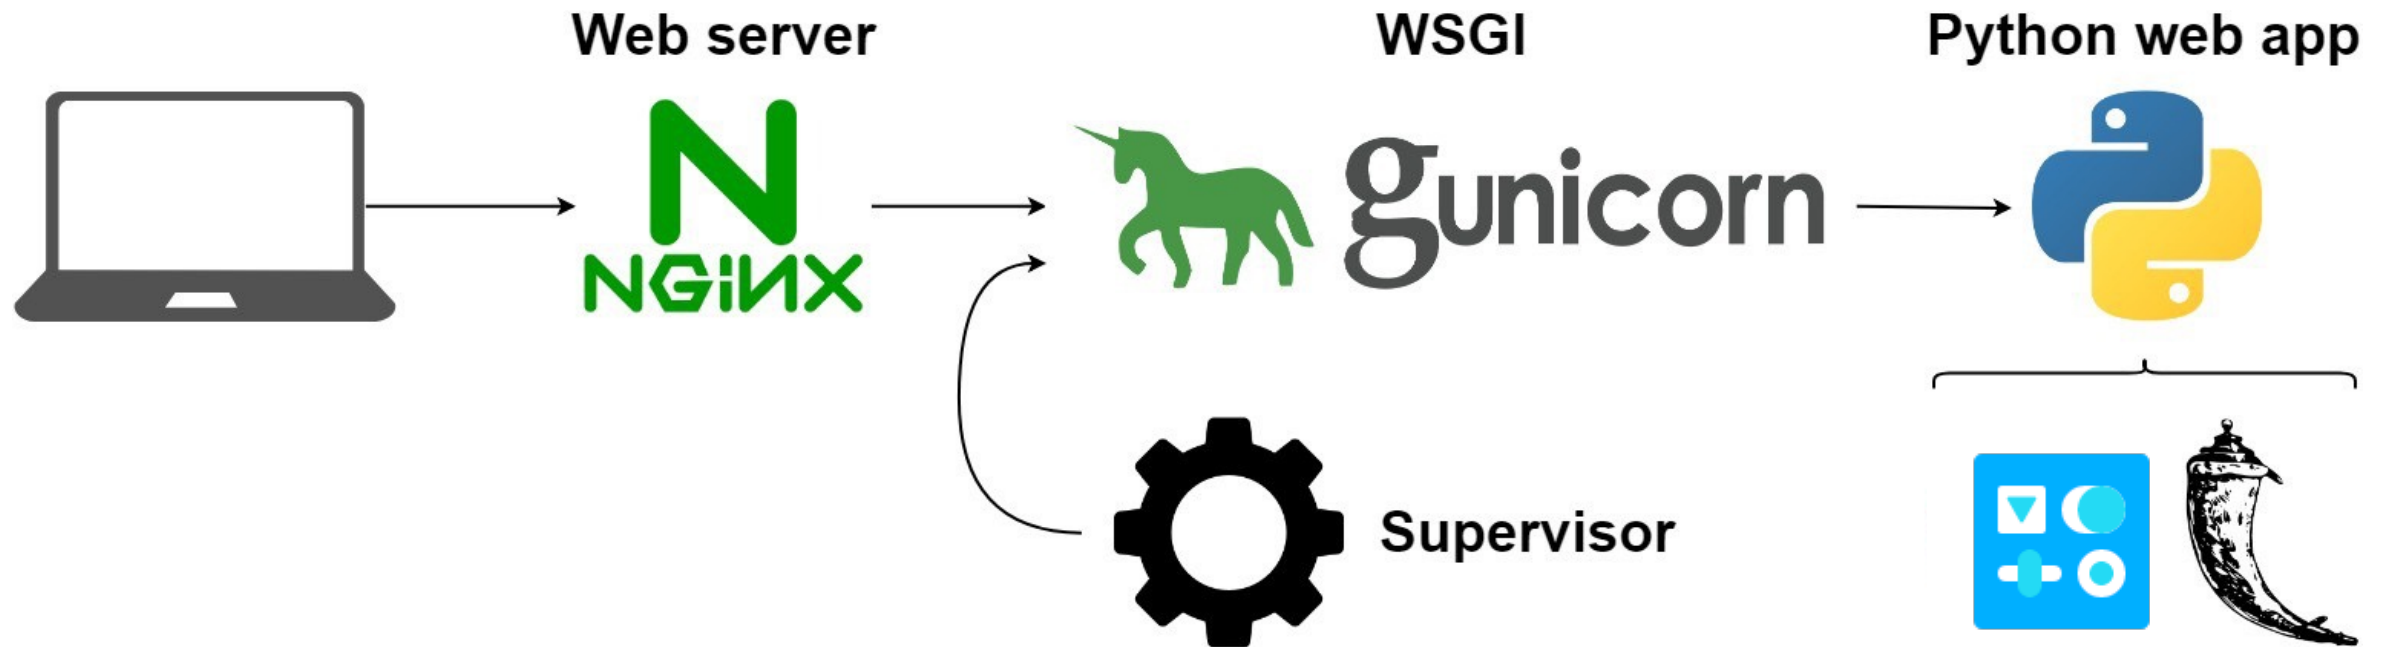 Web server
WSGI
Python web app
N
NGiNX
gunicorn
Supervisor